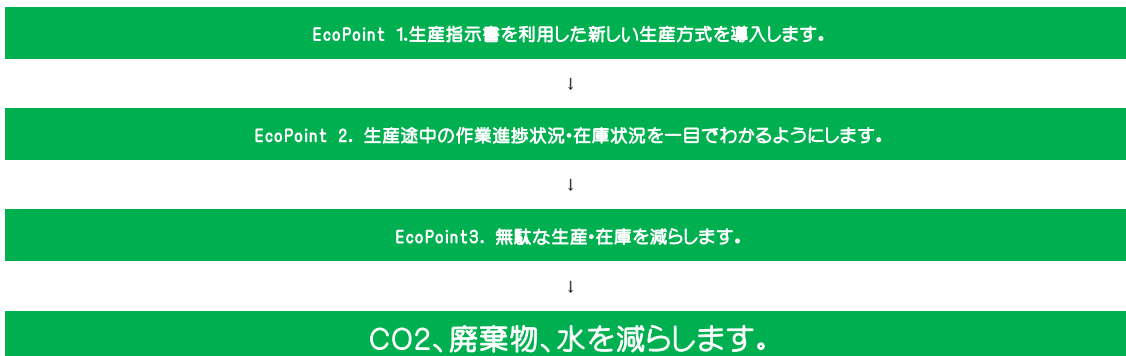 EcoPoint 1.生産指示書を利用した新しい生産方式を導入します。
↓
EcoPoint 2. 生産途中の作業進捗状況・在庫状況を一目でわかるようにします。
↓
EcoPoint3. 無駄な生産・在庫を減らします。
↓
CO2、廃棄物、水を減らします。